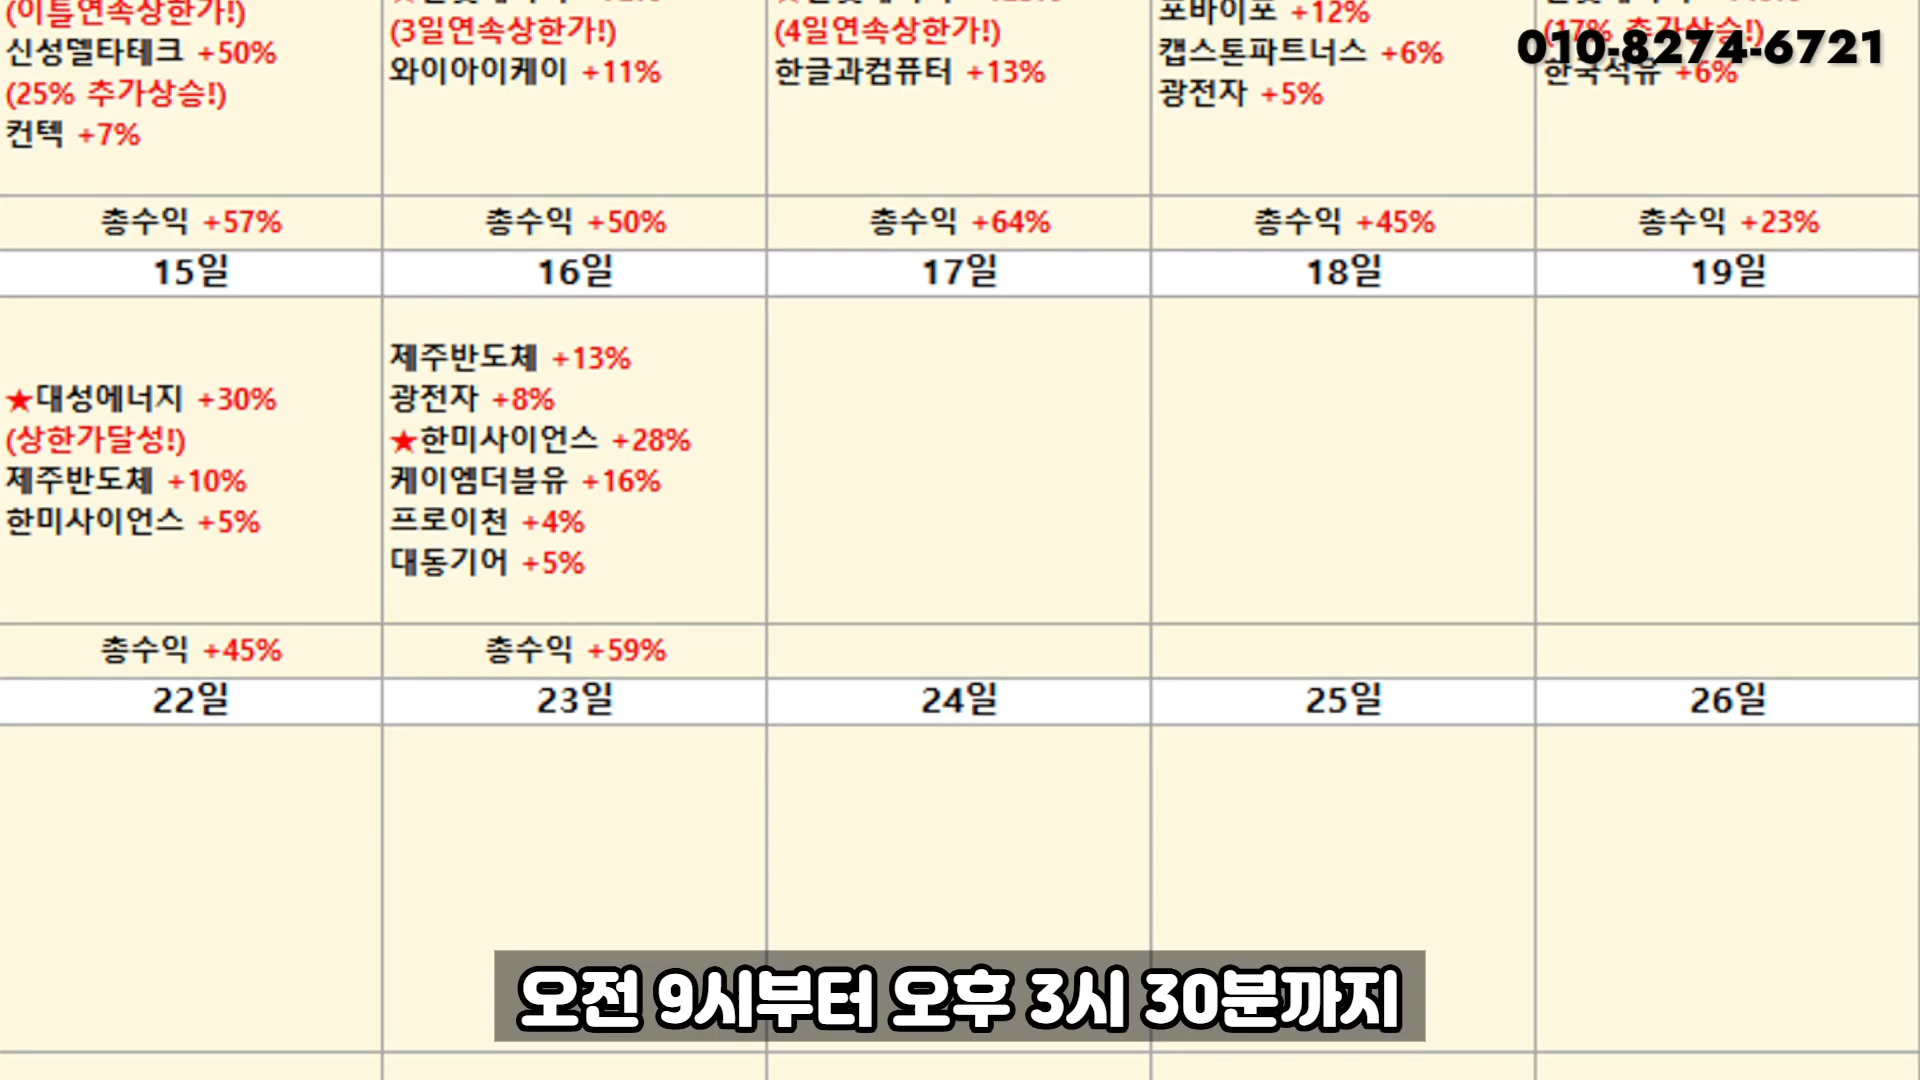 (이틀연속상한가!)
신성델타테크 +50%
(25% 추가상승!)
컨텍 +7%
(3일연속상한가!)
와이아이케이 +11%
(4일연속상한가!)
한글과컴퓨터 +13%
포바이포 +12%
캡스톤파트너스 +6%
광전자 +5%
(17% 추가상승!)
010-8274-6721
한국석유 +6%
총수익 +57%
총수익 +50%
총수익 +64%
총수익 +45%
총수익 +23%
15일
16일
17일
18일
19일
★대성에너지 +30%
(상한가달성!)
제주반도체 +10%
한미사이언스 +5%
제주반도체 +13%
광전자 +8%
★한미사이언스 +28%
케이엠더블유 +16%
프로이천 +4%
대동기어 +5%
총수익 +45%
총수익 +59%
22일
23일
24일
25일
26일
오전 9시부터 오후 3시 30분까지